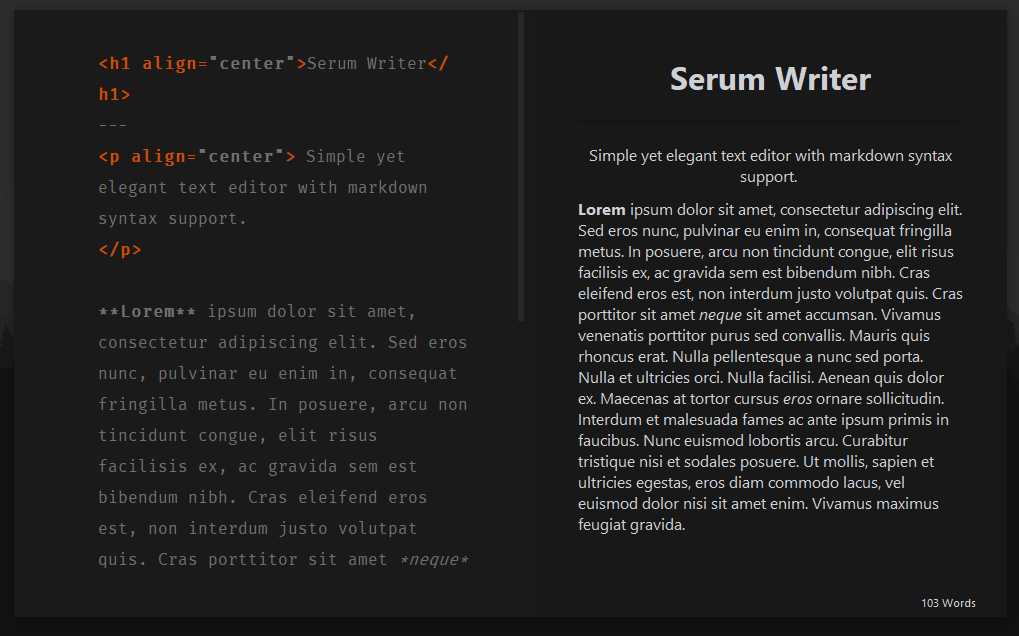 <h1 align="center">Serum Writer</
h1>
---
<p align="center"> Simple yet
elegant text editor with markdown
syntax support.
</p>
**Lorem** ipsum dolor sit amet,
consectetur adipiscing elit. Sed eros
nunc, pulvinar eu enim in, consequat
fringilla metus. In posuere, arcu non
tincidunt congue, elit risus
facilisis ex, ac gravida sem est
bibendum nibh. Cras eleifend eros
est, non interdum justo volutpat
quis. Cras porttitor sit amet *neque*
Serum Writer
Simple yet elegant text editor with markdown syntax
support.
Lorem ipsum dolor sit amet, consectetur adipiscing elit.
Sed eros nunc, pulvinar eu enim in, consequat fringilla
metus. In posuere, arcu non tincidunt congue, elit risus
facilisis ex, ac gravida sem est bibendum nibh. Cras
eleifend eros est, non interdum justo volutpat quis. Cras
porttitor sit amet neque sit amet accumsan. Vivamus
venenatis porttitor purus sed convallis. Mauris quis
rhoncus erat. Nulla pellentesque a nunc sed porta.
Nulla et ultricies orci. Nulla facilisi. Aenean quis dolor
ex. Maecenas at tortor cursus eros ornare sollicitudin.
Interdum et malesuada fames ac ante ipsum primis in
faucibus. Nunc euismod lobortis arcu. Curabitur
tristique nisi et sodales posuere. Ut mollis, sapien et
ultricies egestas, eros diam commodo lacus, vel
euismod dolor nisi sit amet enim. Vivamus maximus
feugiat gravida.
103 Words